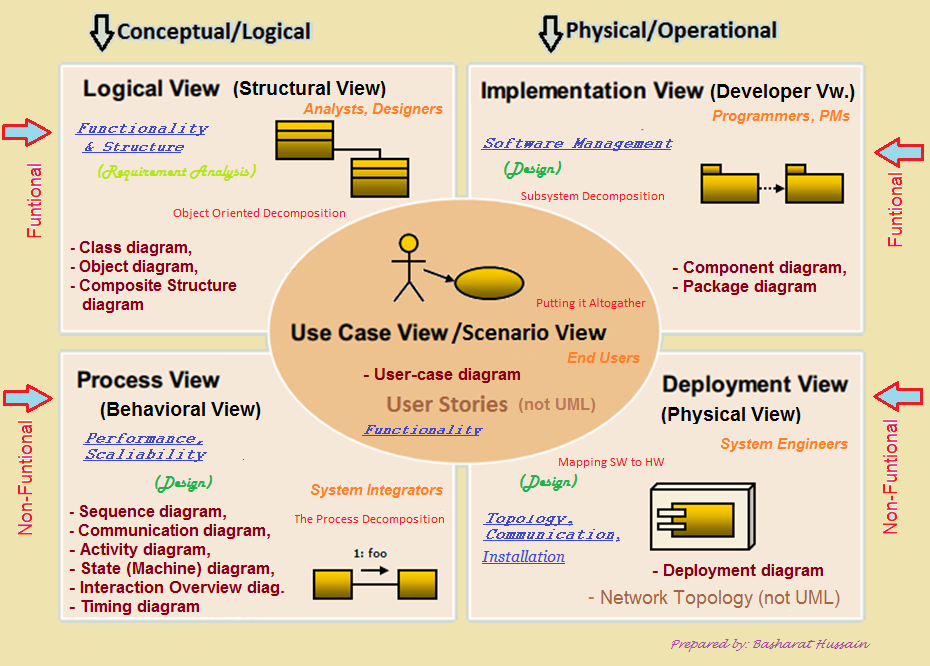 Conceptual/Logical
Physical/Operational
Logical View (Structural View)
Analysts, Designers
Functionality
& Structure
(Requirement Analysis)
Object Oriented Decomposition
- Class diagram,
- Object diagram,
- Composite Structure
diagram
Funtional
Implementation View (Developer Vw.)
Programmers, PMs
Software Management
(Design)
Subsystem Decomposition
- Component diagram,
- Package diagram
Funtional
Putting it Altogather
Use Case View/Scenario View
End Users
- User-case diagram
User Stories (not UML)
Functionality
Process View
(Behavioral View)
Performance,
Scaliability
(Design)
System Integrators
The Process Decomposition
- Sequence diagram,
- Communication diagram,
- Activity diagram,
- State (Machine) diagram,
- Interaction Overview diag.
- Timing diagram
1: foo
Non-Funtional
Deployment View
(Physical View)
System Engineers
Mapping SW to HW
(Design)
Topology,
Communication,
Installation
- Deployment diagram
- Network Topology (not UML)
Non-Funtional
Prepared by: Basharat Hussain